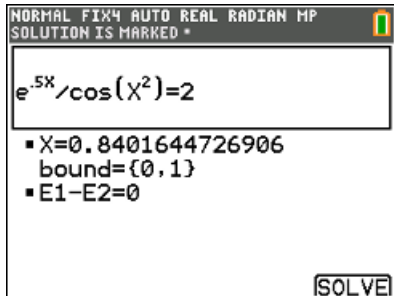 NORMAL FIX4 AUTO REAL RADIAN MP
SOLUTION IS MARKED •
e^.5X/cos(X²)=2
▪X=0.8401644726906
bound={0,1}
▪E1−E2=0
SOLVE